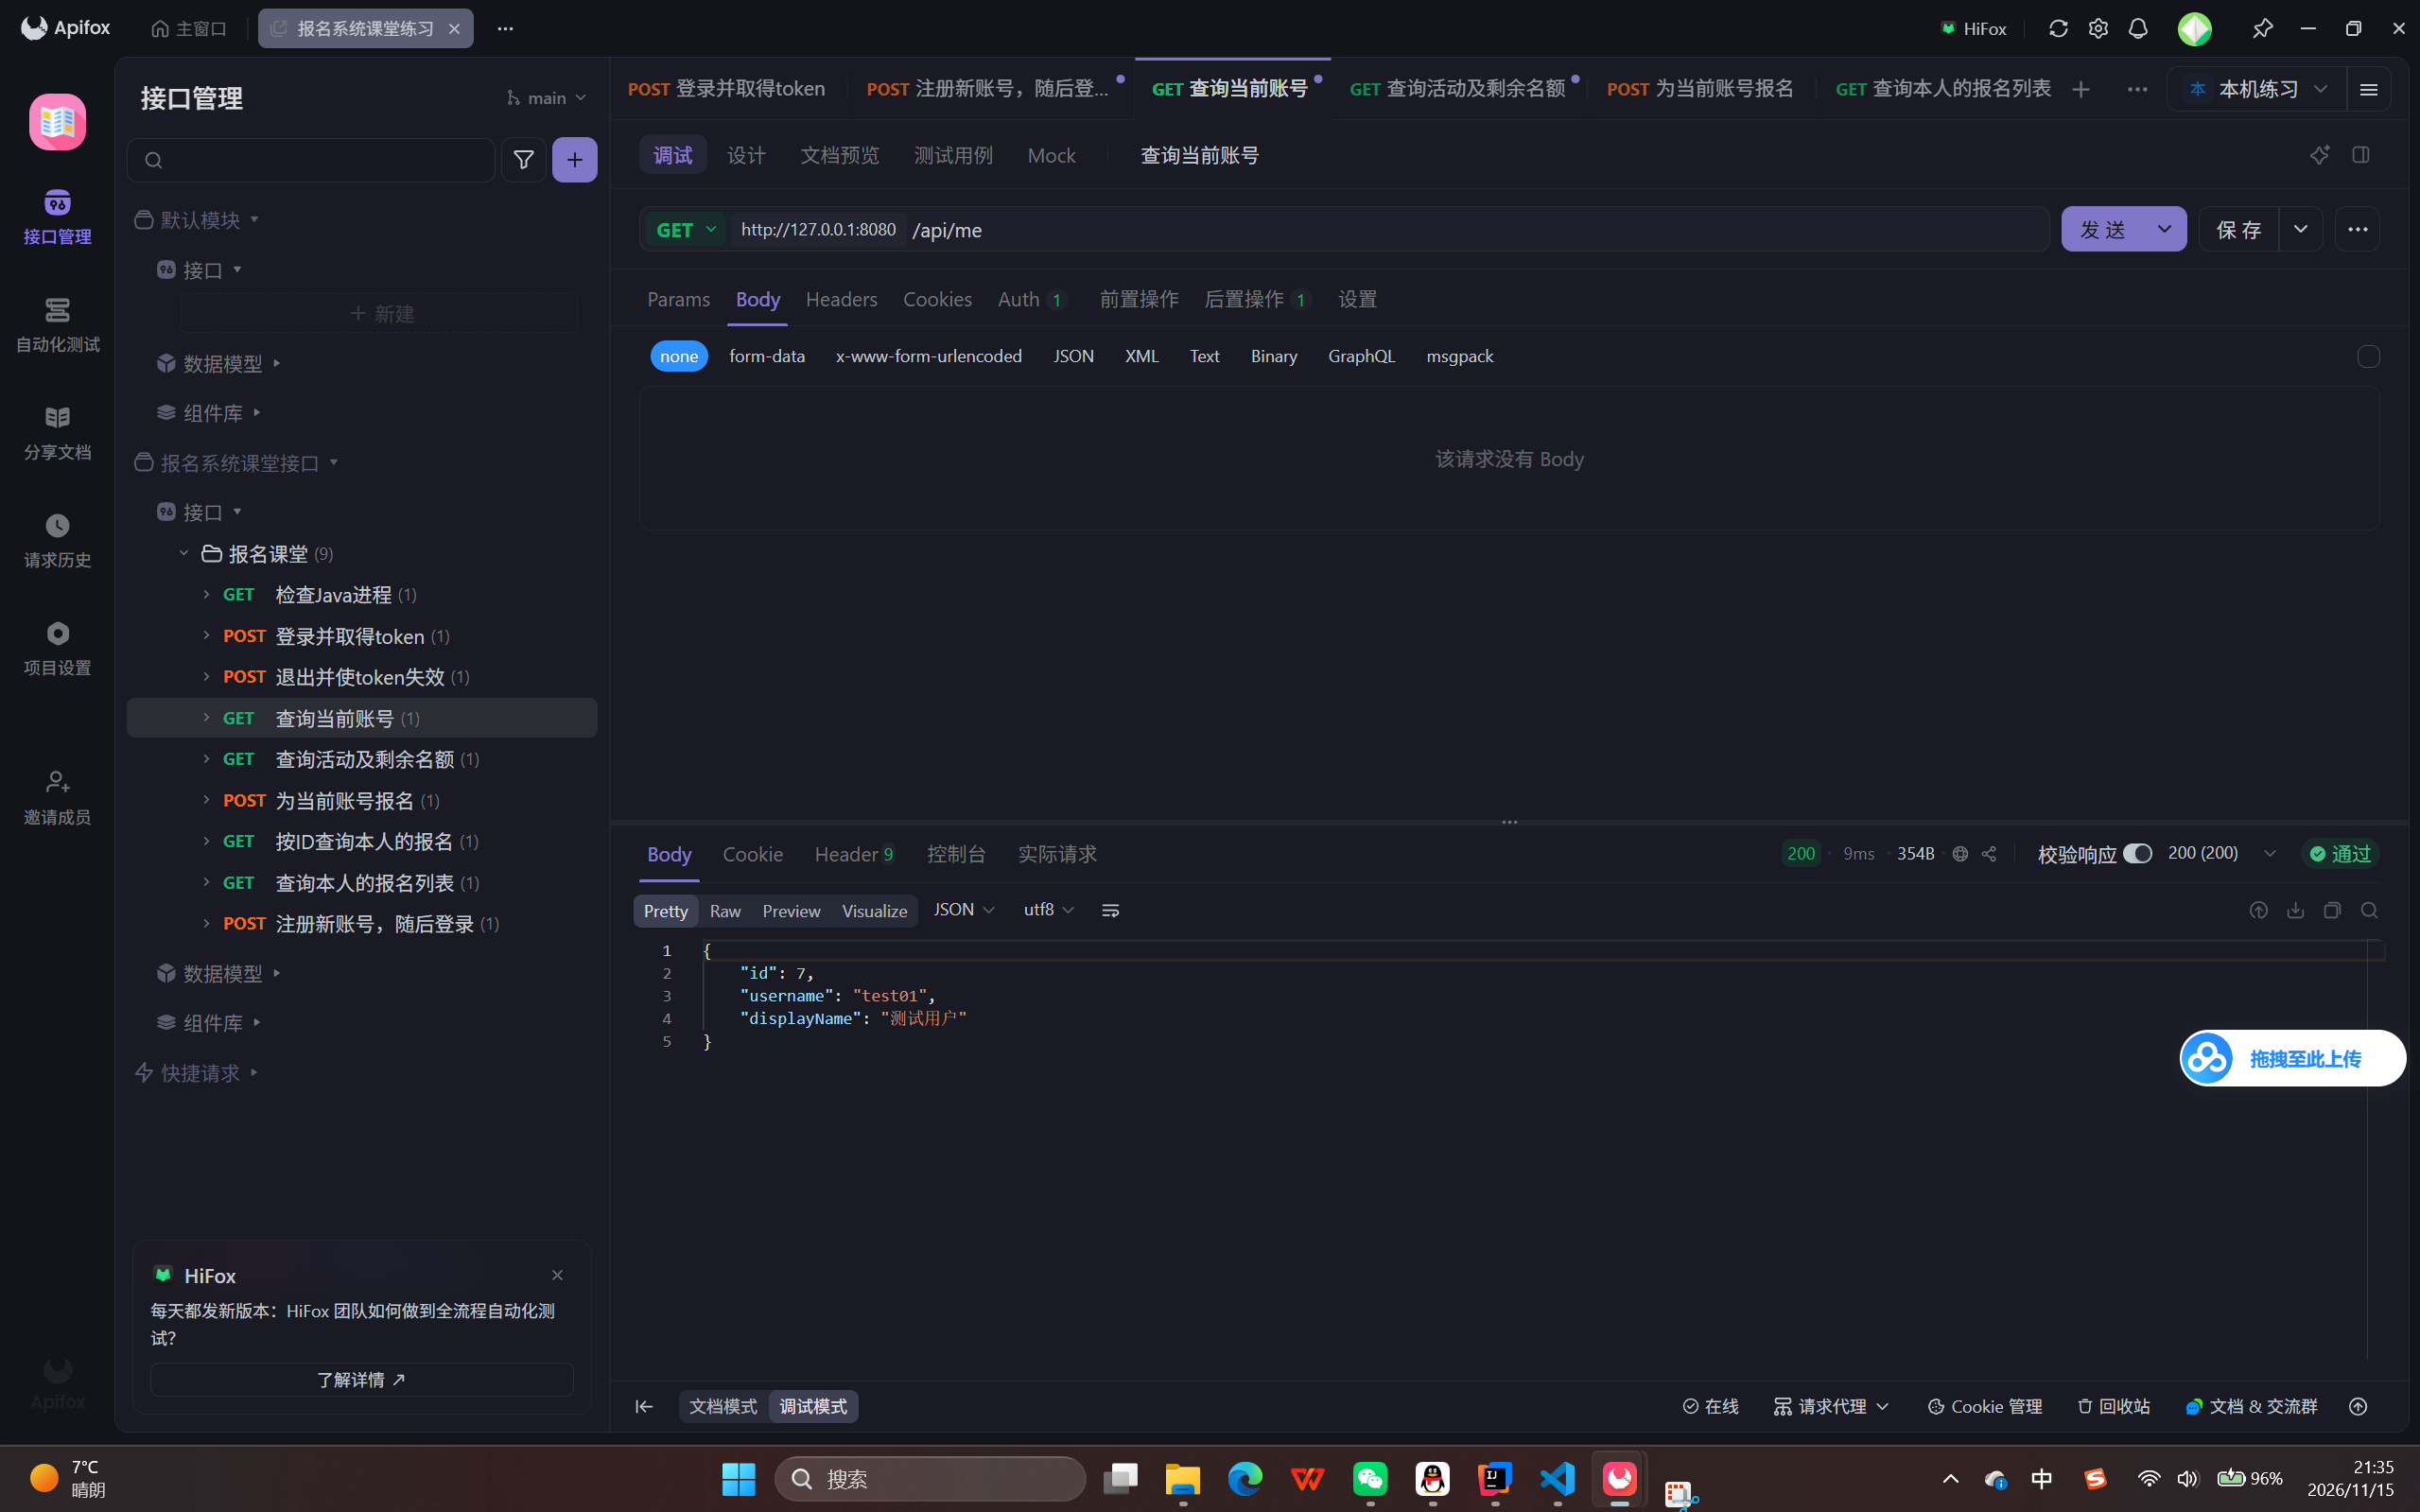 Apifox
主窗口
报名系统课堂练习
HiFox
接口管理
自动化测试
分享文档
请求历史
项目设置
邀请成员
Apifox
接口管理
main
默认模块
接口
新建
数据模型
组件库
报名系统课堂接口
接口
报名课堂 (9)
GET 检查Java进程 (1)
POST 登录并取得token (1)
POST 退出并使token失效 (1)
GET 查询当前账号 (1)
GET 查询活动及剩余名额 (1)
POST 为当前账号报名 (1)
GET 按ID查询本人的报名 (1)
GET 查询本人的报名列表 (1)
POST 注册新账号，随后登录 (1)
数据模型
组件库
快捷请求
HiFox
每天都发新版本：HiFox 团队如何做到全流程自动化测
试？
了解详情
POST 登录并取得token
POST 注册新账号，随后登...
GET 查询当前账号
GET 查询活动及剩余名额
POST 为当前账号报名
GET 查询本人的报名列表
本 本机练习
调试 设计 文档预览 测试用例 Mock 查询当前账号
GET http://127.0.0.1:8080 /api/me
发 送
保 存
Params Body Headers Cookies Auth 1 前置操作 后置操作 1 设置
none form-data x-www-form-urlencoded JSON XML Text Binary GraphQL msgpack
该请求没有 Body
Body Cookie Header 9 控制台 实际请求
200 9ms 354B 校验响应 200 (200) 通过
Pretty Raw Preview Visualize JSON utf8
1 {
2 "id": 7,
3 "username": "test01",
4 "displayName": "测试用户"
5 }
拖拽至此上传
文档模式 调试模式
在线 请求代理 Cookie 管理 回收站 文档 & 交流群
7°C
晴朗
搜索
中
96%
21:35
2026/11/15